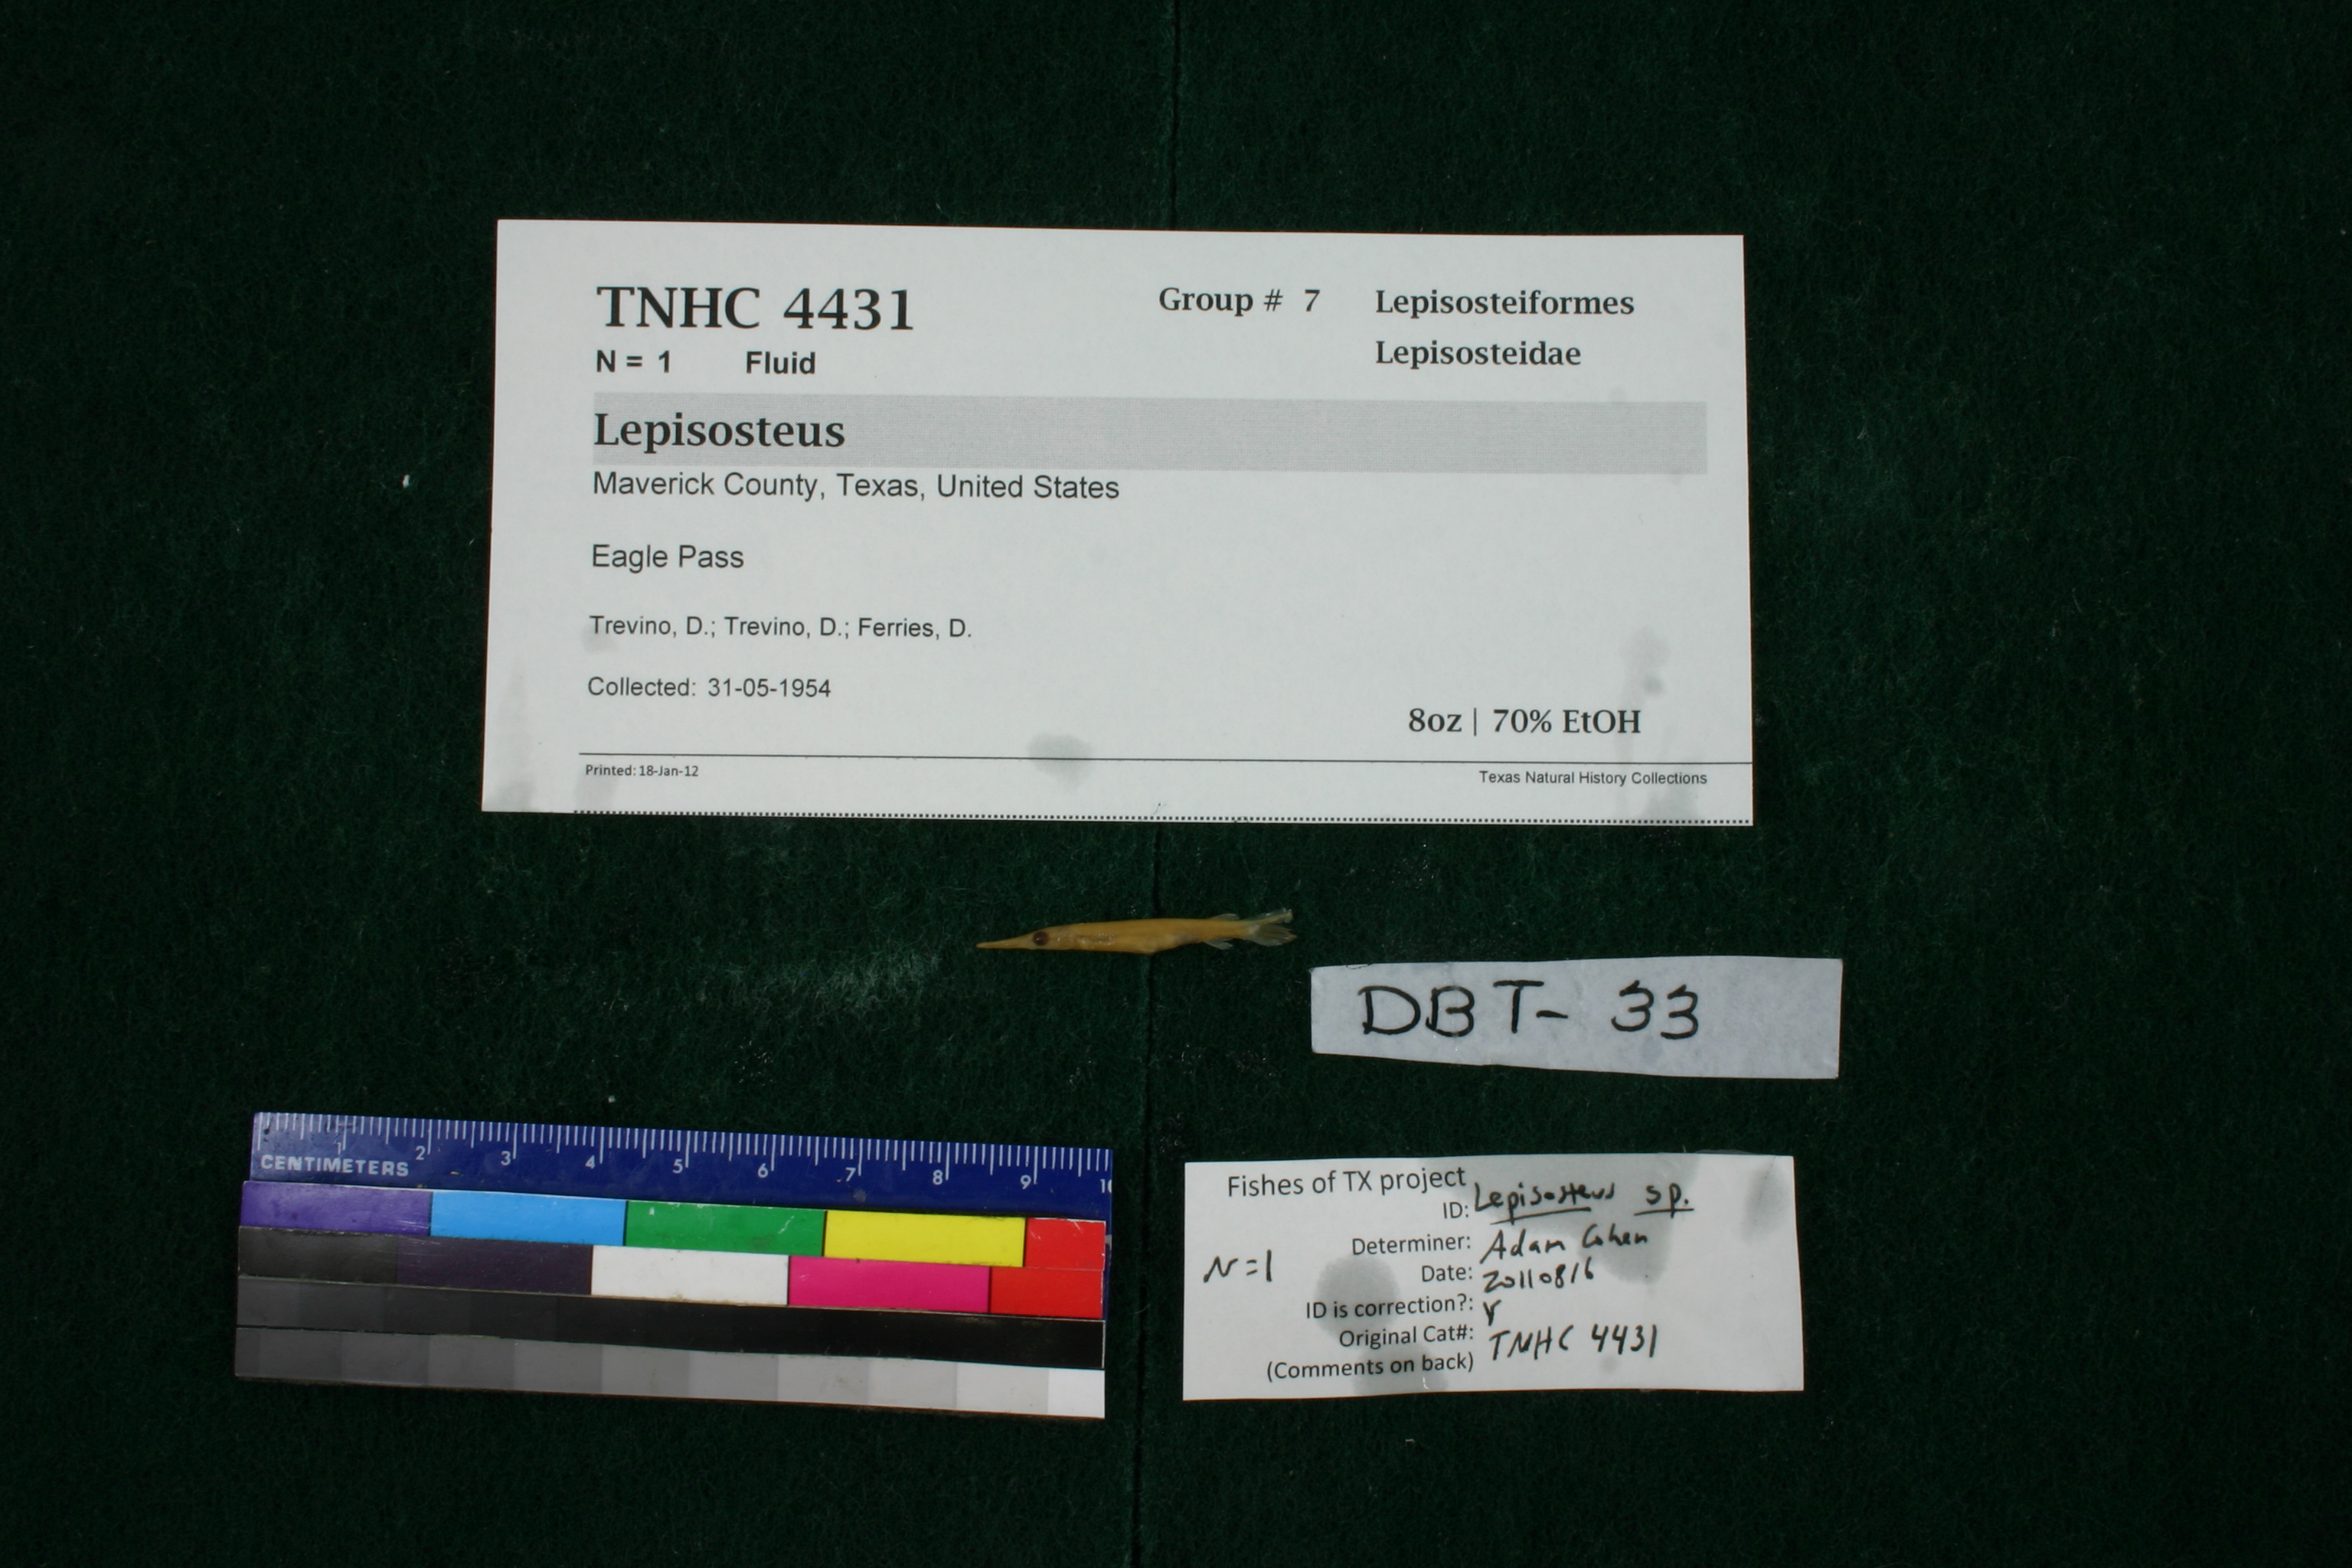 TNHC 4431
Group # 7
Lepisosteiformes
N = 1 Fluid
Lepisosteidae
Lepisosteus
Maverick County, Texas, United States
Eagle Pass
Trevino, D.; Trevino, D.; Ferries, D.
Collected: 31-05-1954
8oz | 70% EtOH
Printed: 18-Jan-12
Texas Natural History Collections
DBT- 33
1 2 3 4 5 6 7 8 9 10
CENTIMETERS
Fishes of TX project
ID: Lepisosteus sp.
Determiner: Adam Cohen
N=1
Date: 20110816
ID is correction?: Y
Original Cat#: TNHC 4431
(Comments on back)